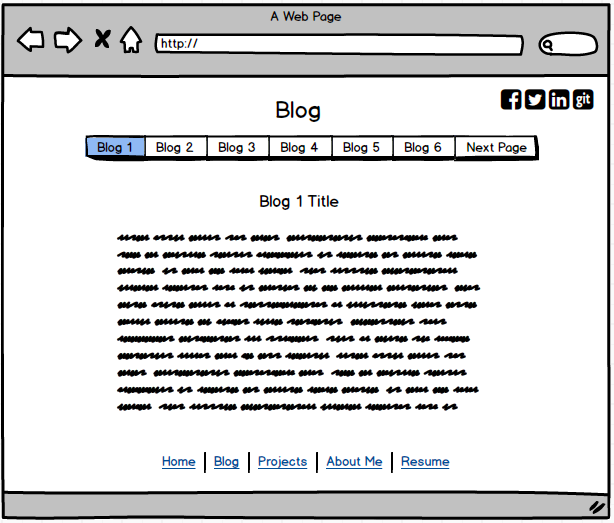 A Web Page
http://
f in git
Blog
Blog 1 Blog 2 Blog 3 Blog 4 Blog 5 Blog 6 Next Page
Blog 1 Title
Home Blog Projects About Me Resume